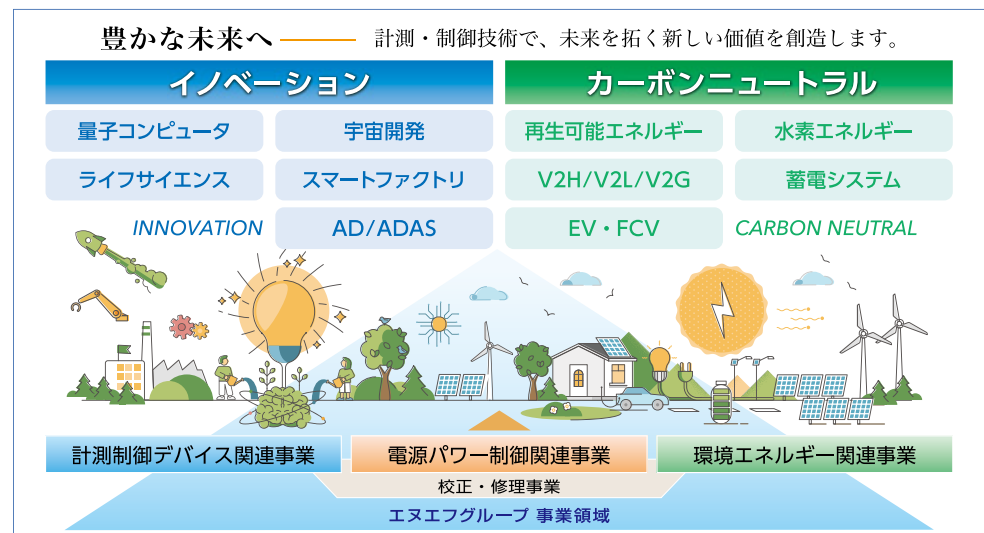 豊かな未来へ 計測・制御技術で、未来を拓く新しい価値を創造します。
イノベーション
カーボンニュートラル
量子コンピュータ
宇宙開発
再生可能エネルギー
水素エネルギー
ライフサイエンス
スマートファクトリ
V2H/V2L/V2G
蓄電システム
INNOVATION
AD/ADAS
EV・FCV
CARBON NEUTRAL
計測制御デバイス関連事業
電源パワー制御関連事業
環境エネルギー関連事業
校正・修理事業
エヌエフグループ 事業領域